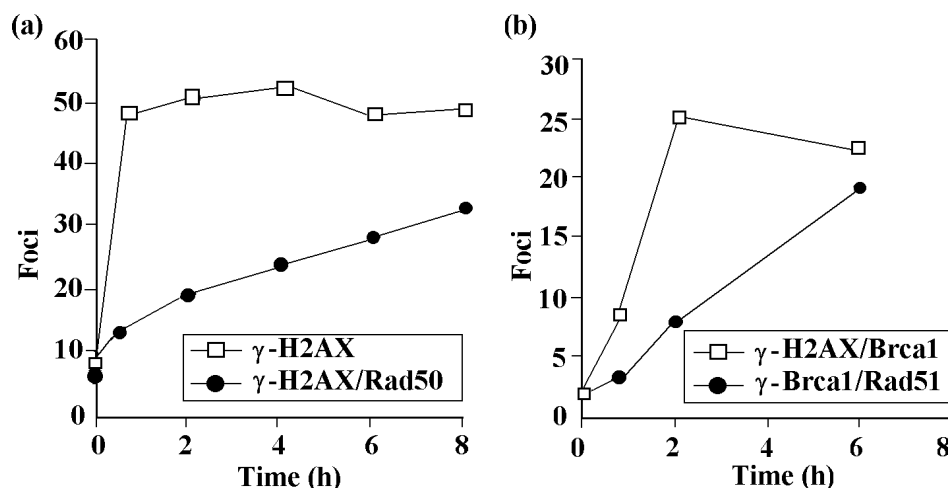 (a)
60
50
40
30
20
10
0
Foci
0 2 4 6 8
Time (h)
γ-H2AX
γ-H2AX/Rad50
(b)
30
25
20
15
10
5
0
Foci
0 2 4 6 8
Time (h)
γ-H2AX/Brca1
γ-Brca1/Rad51